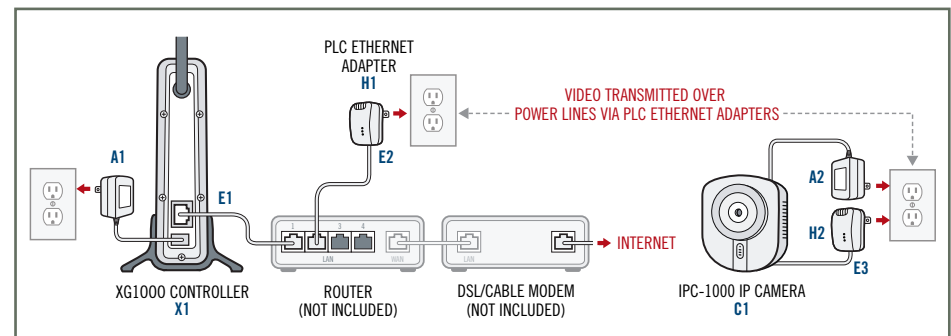 PLC ETHERNET
ADAPTER
H1
VIDEO TRANSMITTED OVER
POWER LINES VIA PLC ETHERNET ADAPTERS
E2
A1
A2
E1
H2
1 2 3 4
LAN
WAN
LAN
INTERNET
E3
XG1000 CONTROLLER
X1
ROUTER
(NOT INCLUDED)
DSL/CABLE MODEM
(NOT INCLUDED)
IPC-1000 IP CAMERA
C1